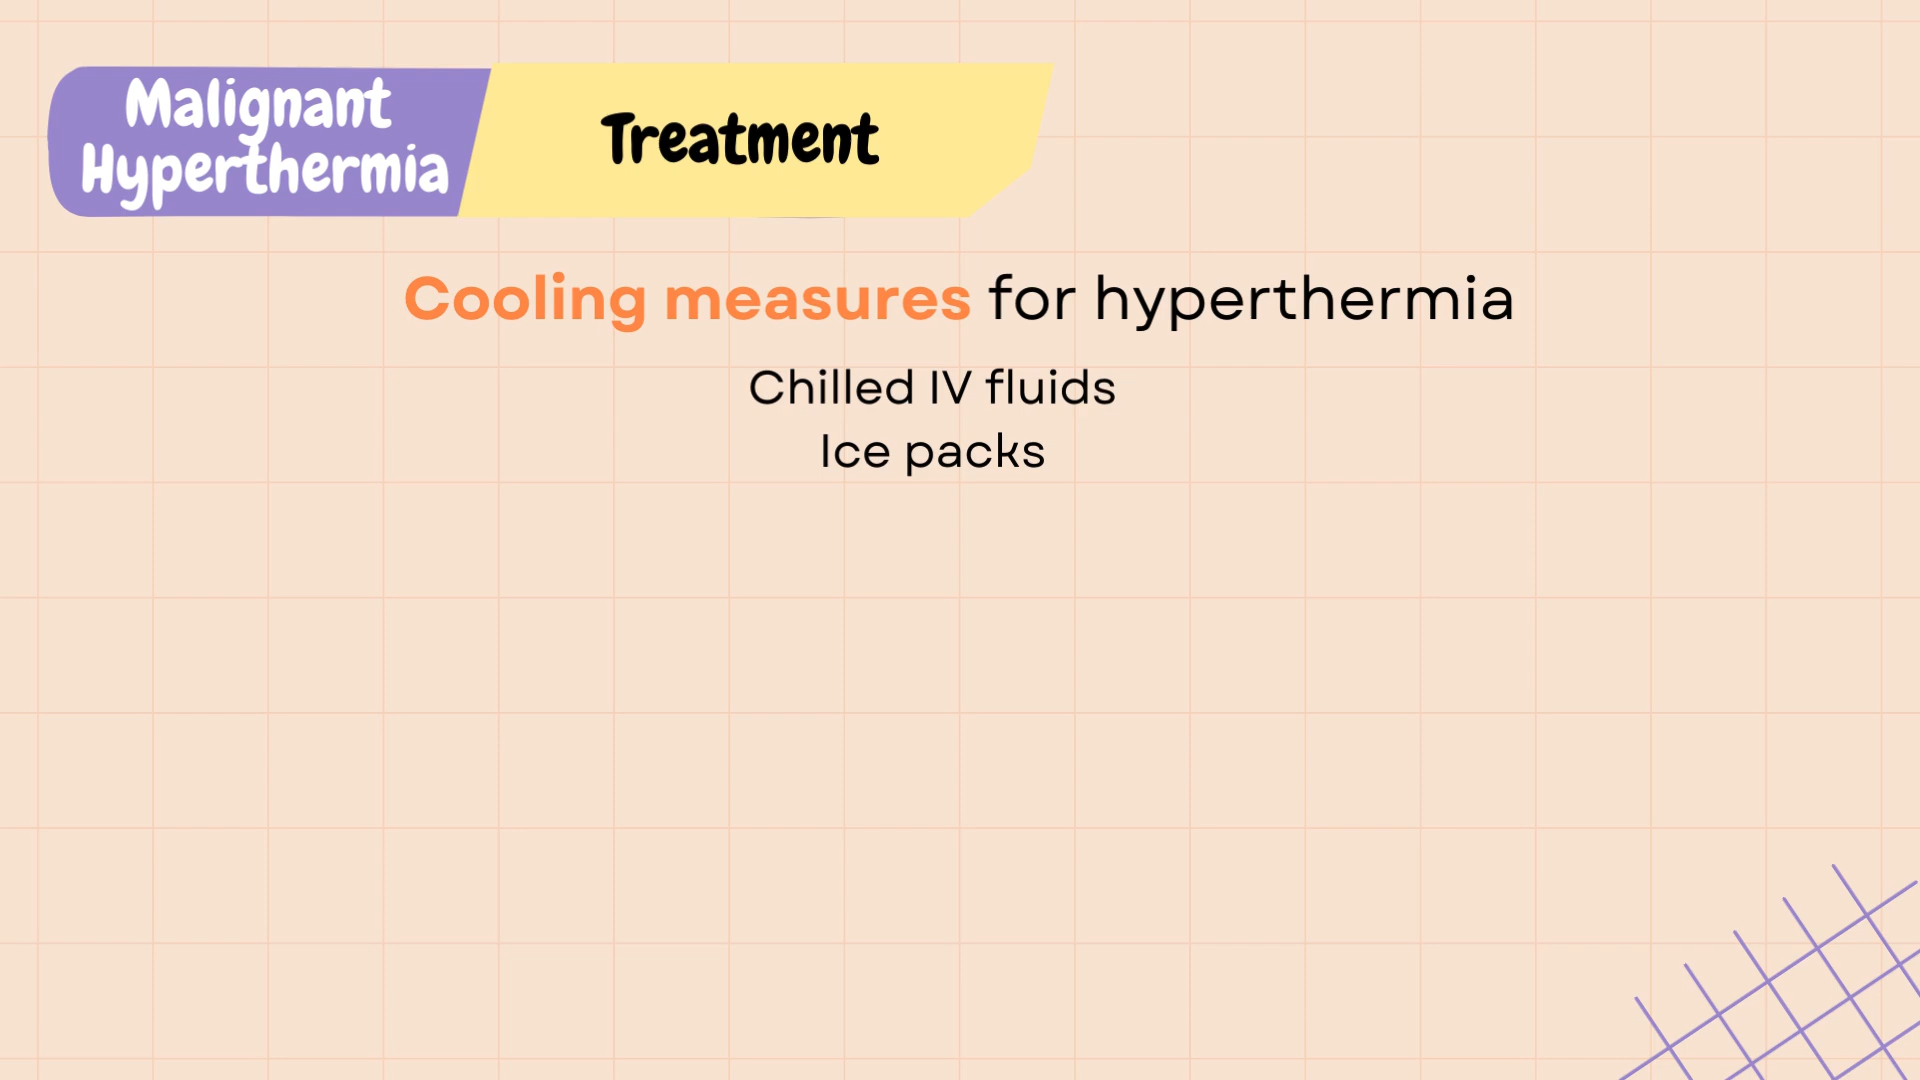 Malignant
Hyperthermia
Treatment
Cooling measures for hyperthermia
Chilled IV fluids
Ice packs